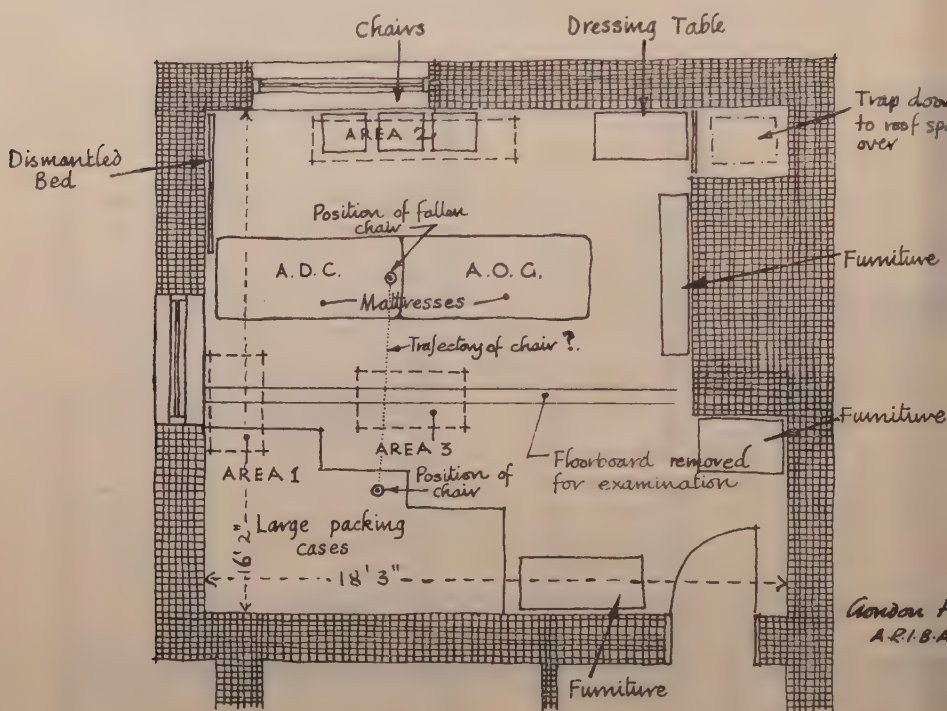 Chairs
Dressing Table
Trap door
to roof
over
Dismantled
Bed
AREA 2
Position of fallen
chair
A.D.C.
A.O.G.
Mattresses
Furniture
Trajectory of chair ?.
AREA 1
AREA 3
Furniture
Floorboard removed
for examination
Position of
chair
Large packing
cases
16' 2"
18' 3"
Gordon
A.R.I.B.A
Furniture